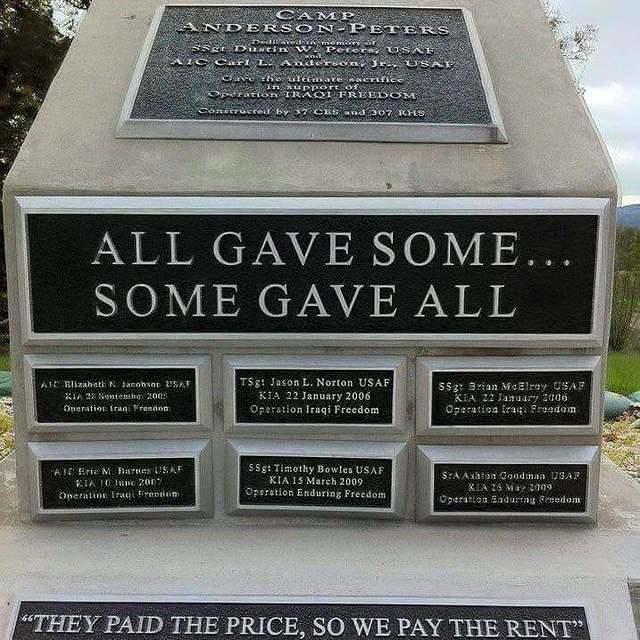 CAMP
ANDERSON-PETERS
Dedicated in memory of
SSgt Dustin W. Peters, USAF
and
A1C Carl L. Anderson, Jr., USAF
Gave the ultimate sacrifice
in support of
Operation IRAQI FREEDOM
Constructed by 37 CES and 307 RHS
ALL GAVE SOME...
SOME GAVE ALL
A1C Elizabeth N. Jacobson USAF
KIA 28 September 2005
Operation Iraqi Freedom
TSgt Jason L. Norton USAF
KIA 22 January 2006
Operation Iraqi Freedom
SSgt Brian McElroy USAF
KIA 22 January 2006
Operation Iraqi Freedom
A1C Eric M. Barnes USAF
KIA 10 June 2007
Operation Iraqi Freedom
SSgt Timothy Bowles USAF
KIA 15 March 2009
Operation Enduring Freedom
SrA Ashton Goodman USAF
KIA 26 May 2009
Operation Enduring Freedom
"THEY PAID THE PRICE, SO WE PAY THE RENT"